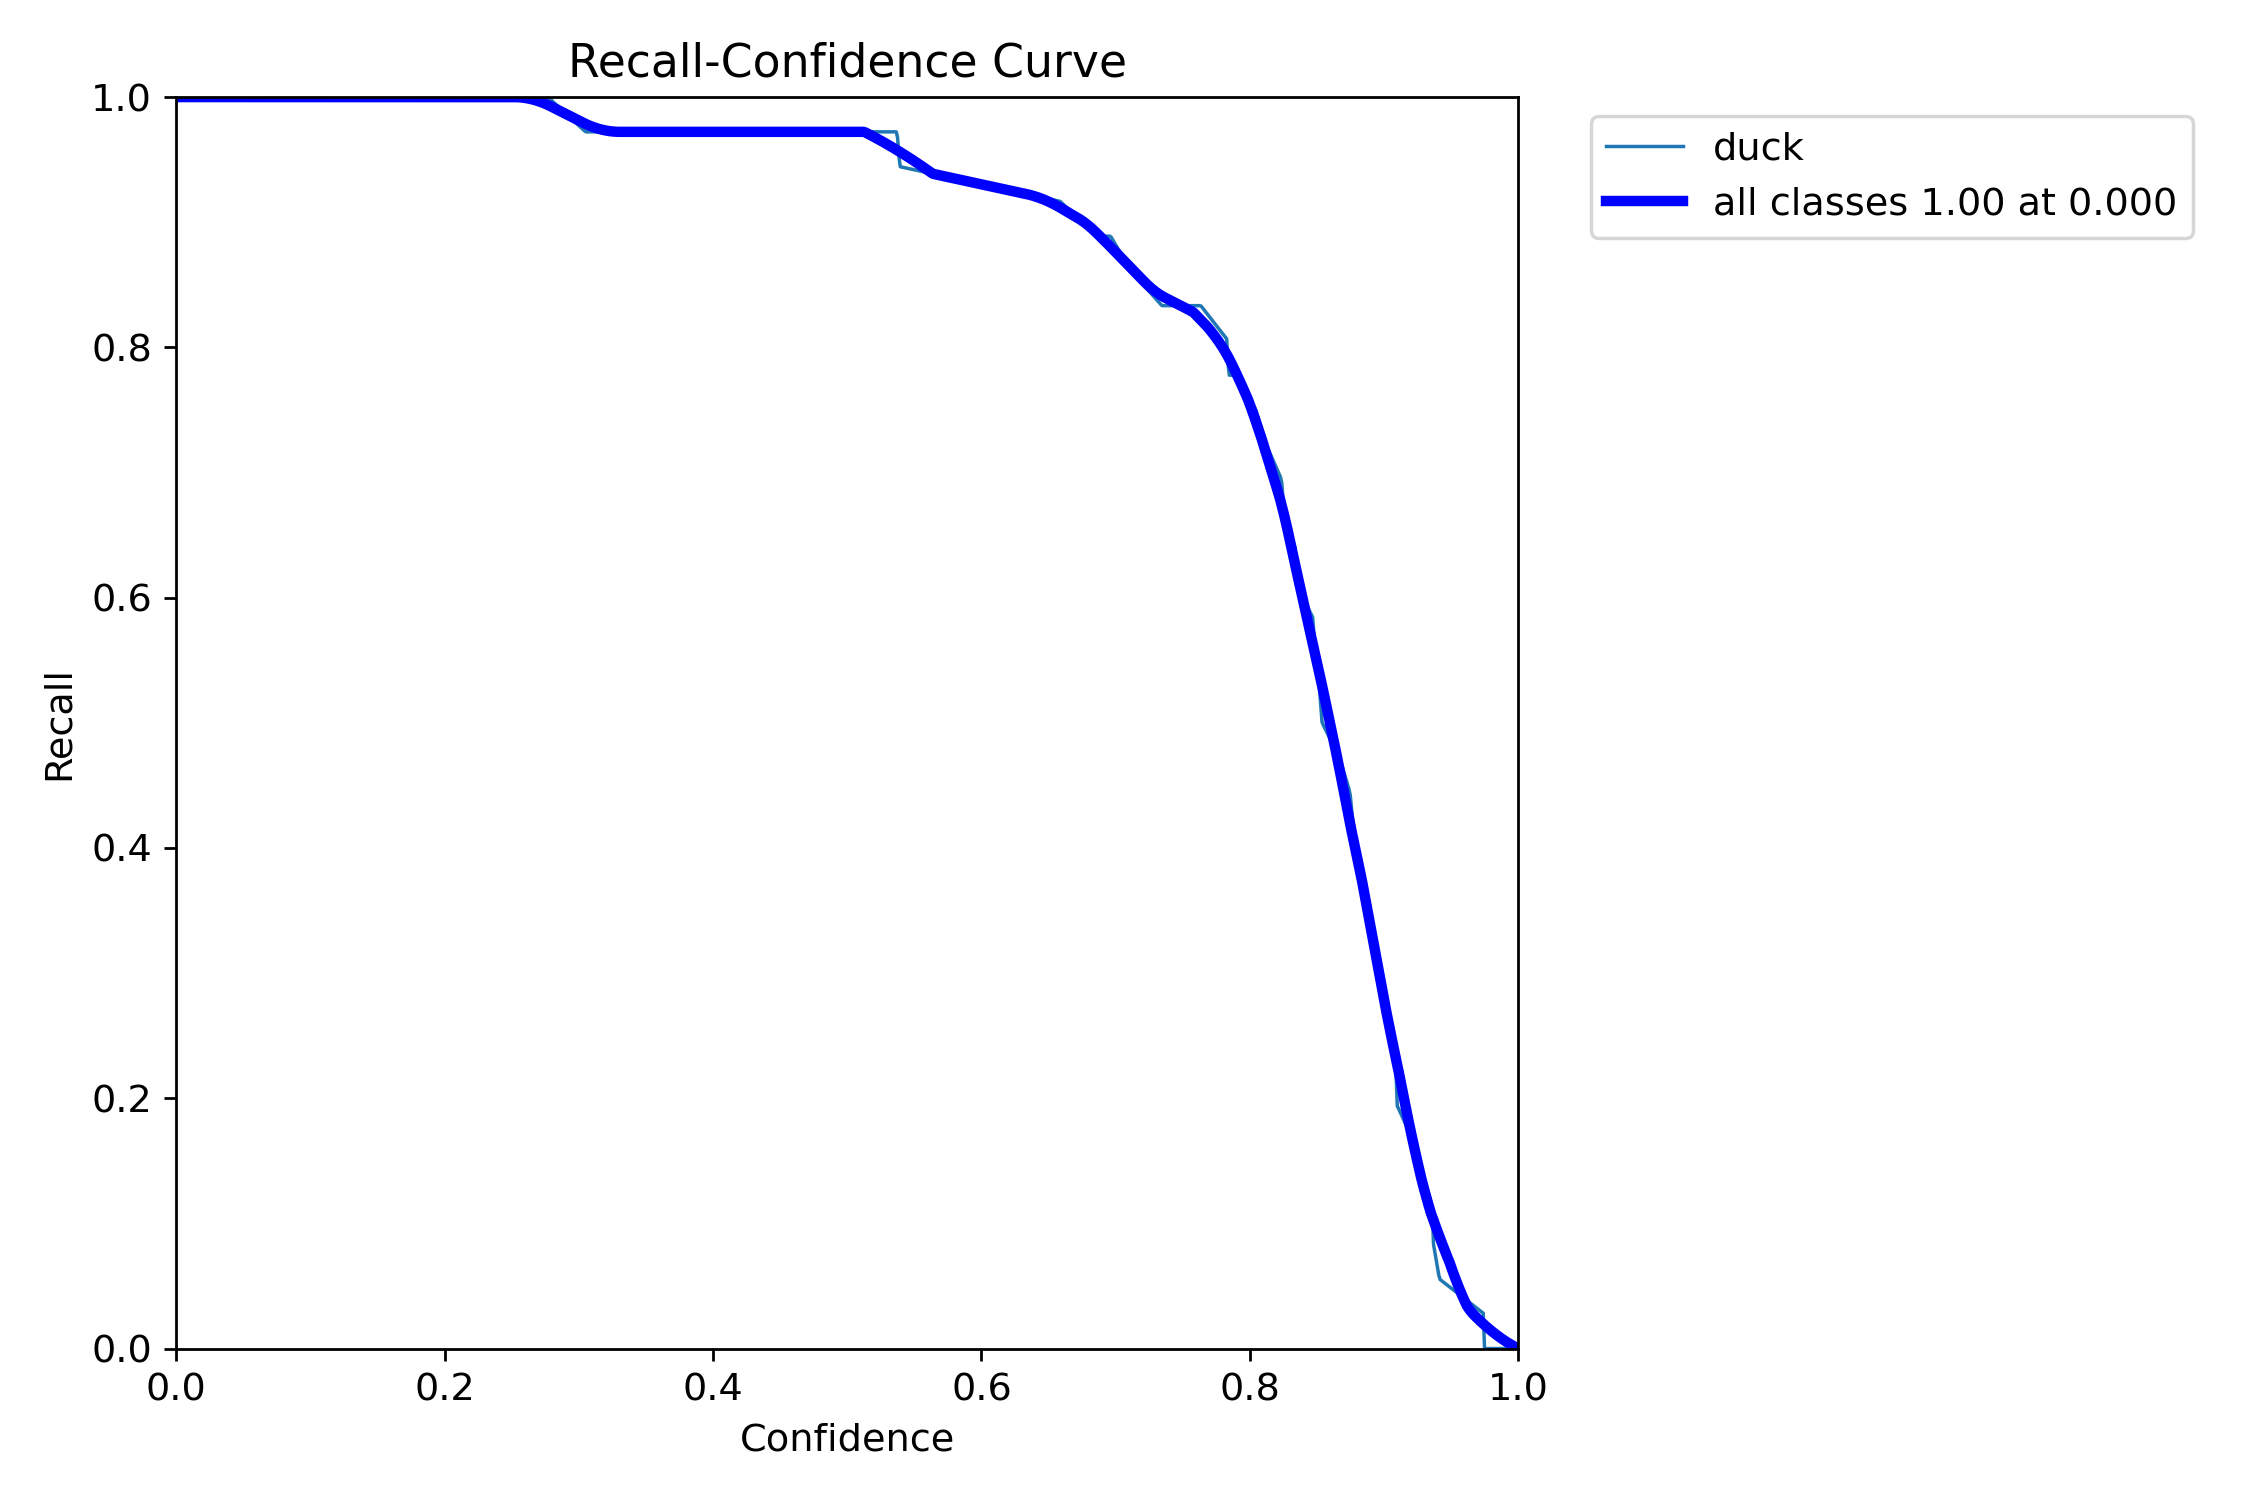 Recall-Confidence Curve
1.0
0.8
0.6
0.4
0.2
0.0
Recall
0.0 0.2 0.4 0.6 0.8 1.0
Confidence
duck
all classes 1.00 at 0.000